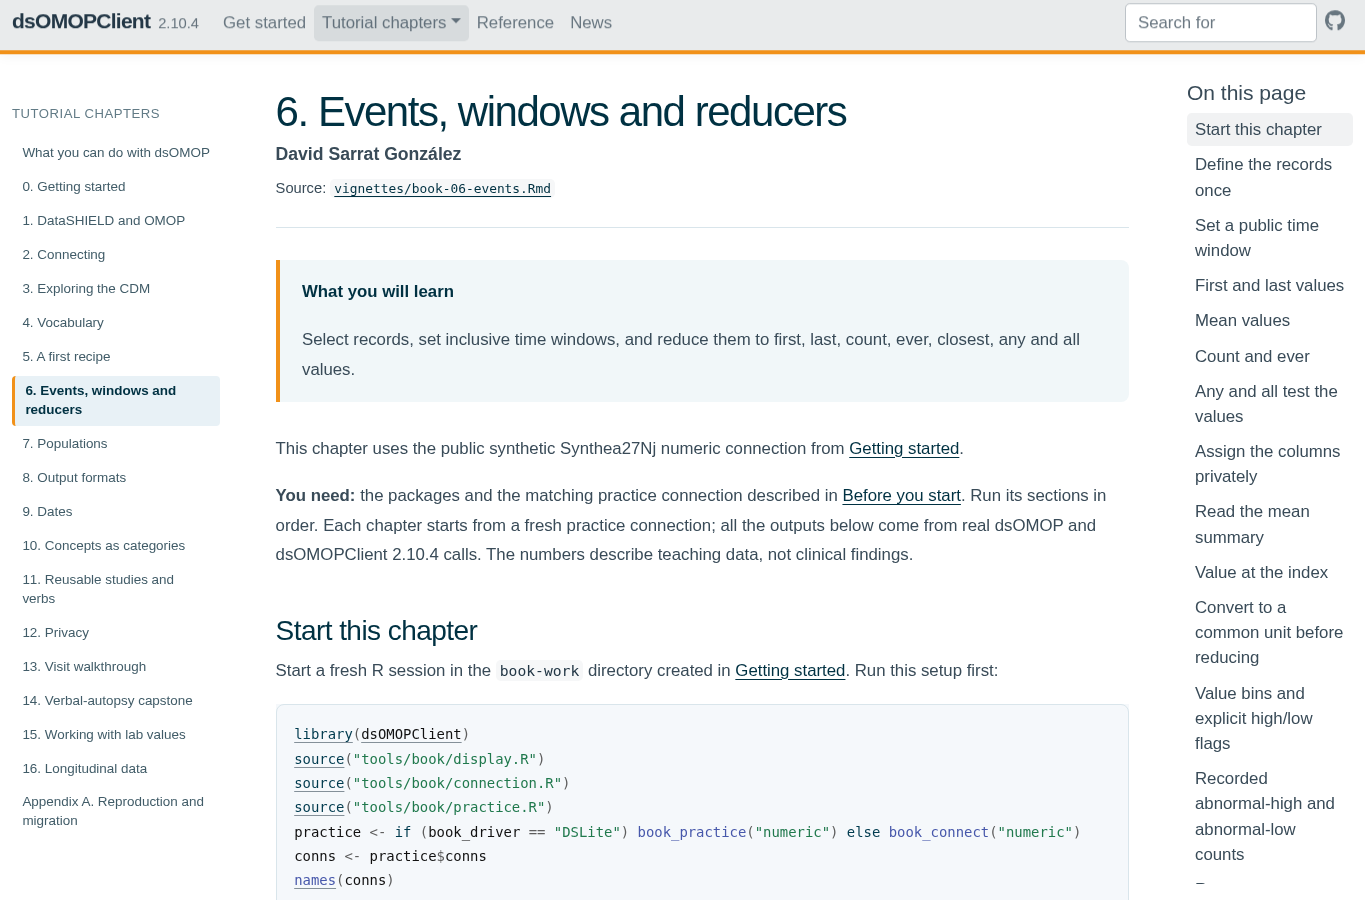 dsOMOPClient 2.10.4 Get started Tutorial chapters Reference News Search for
TUTORIAL CHAPTERS
What you can do with dsOMOP
0. Getting started
1. DataSHIELD and OMOP
2. Connecting
3. Exploring the CDM
4. Vocabulary
5. A first recipe
6. Events, windows and
reducers
7. Populations
8. Output formats
9. Dates
10. Concepts as categories
11. Reusable studies and
verbs
12. Privacy
13. Visit walkthrough
14. Verbal-autopsy capstone
15. Working with lab values
16. Longitudinal data
Appendix A. Reproduction and
migration
6. Events, windows and reducers
David Sarrat González
Source: vignettes/book-06-events.Rmd
What you will learn
Select records, set inclusive time windows, and reduce them to first, last, count, ever, closest, any and all
values.
This chapter uses the public synthetic Synthea27Nj numeric connection from Getting started.
You need: the packages and the matching practice connection described in Before you start. Run its sections in
order. Each chapter starts from a fresh practice connection; all the outputs below come from real dsOMOP and
dsOMOPClient 2.10.4 calls. The numbers describe teaching data, not clinical findings.
Start this chapter
Start a fresh R session in the book-work directory created in Getting started. Run this setup first:
library(dsOMOPClient)
source("tools/book/display.R")
source("tools/book/connection.R")
source("tools/book/practice.R")
practice <- if (book_driver == "DSLite") book_practice("numeric") else book_connect("numeric")
conns <- practice$conns
names(conns)
On this page
Start this chapter
Define the records
once
Set a public time
window
First and last values
Mean values
Count and ever
Any and all test the
values
Assign the columns
privately
Read the mean
summary
Value at the index
Convert to a
common unit before
reducing
Value bins and
explicit high/low
flags
Recorded
abnormal-high and
abnormal-low
counts